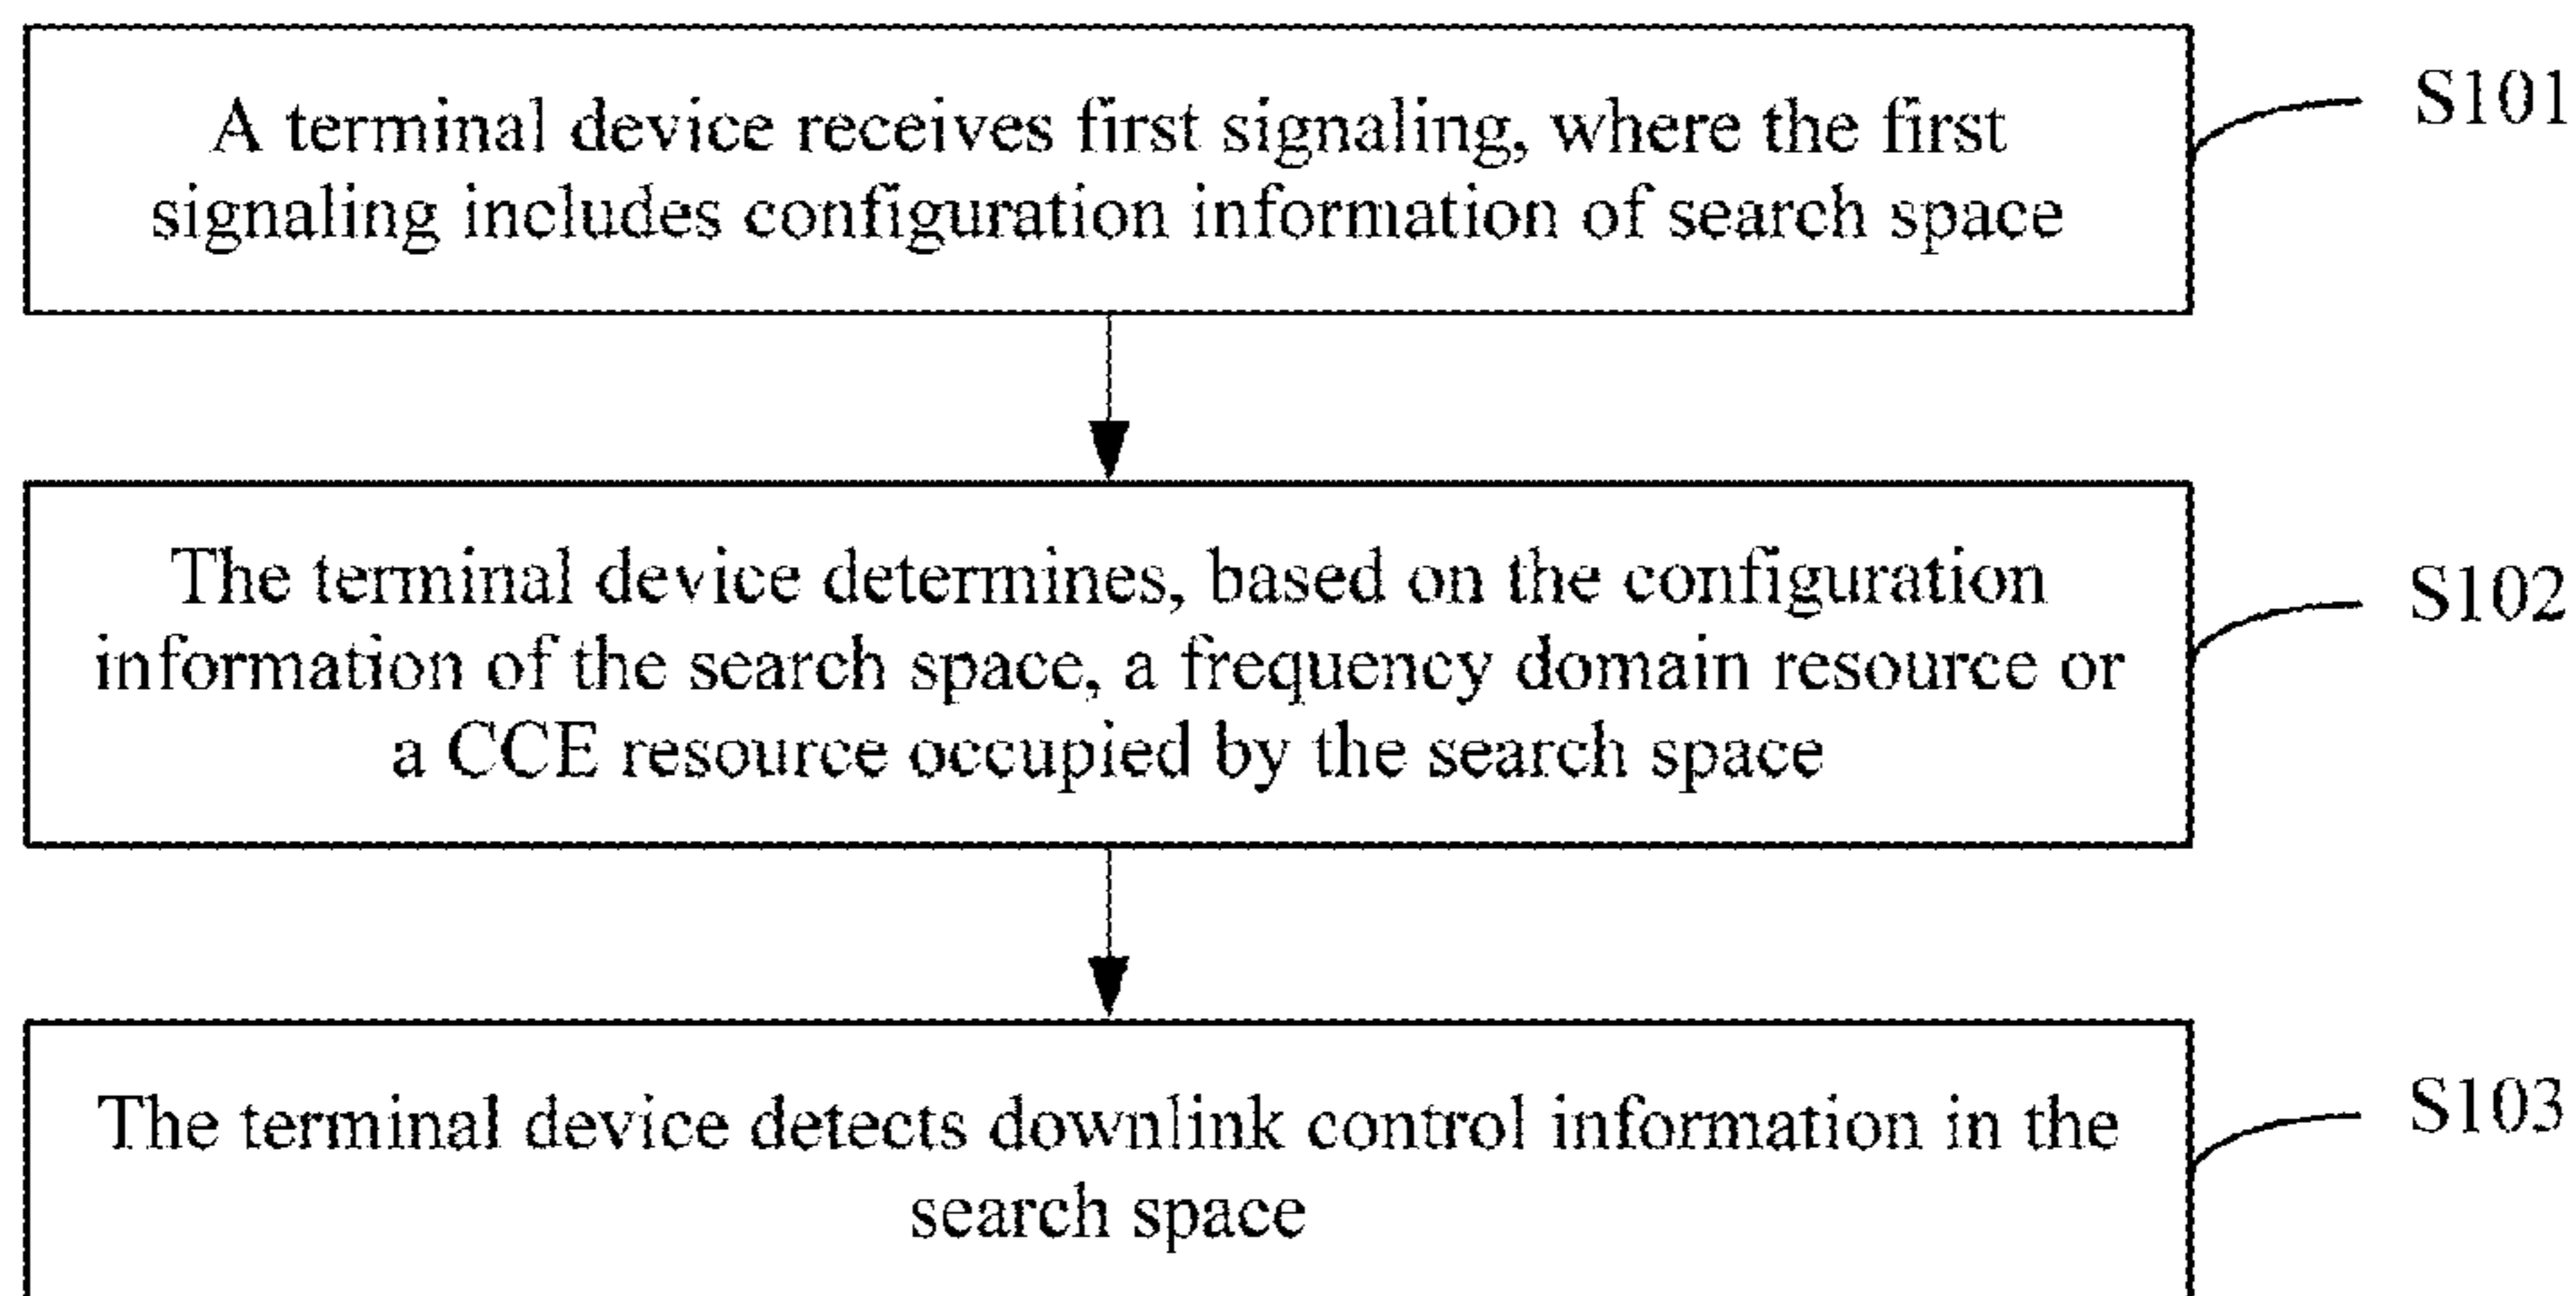 A terminal device receives first signaling, where the first
signaling includes configuration information of search space
S101
The terminal device determines, based on the configuration
information of the search space, a frequency domain resource or
a CCE resource occupied by the search space
S102
The terminal device detects downlink control information in the
search space
S103